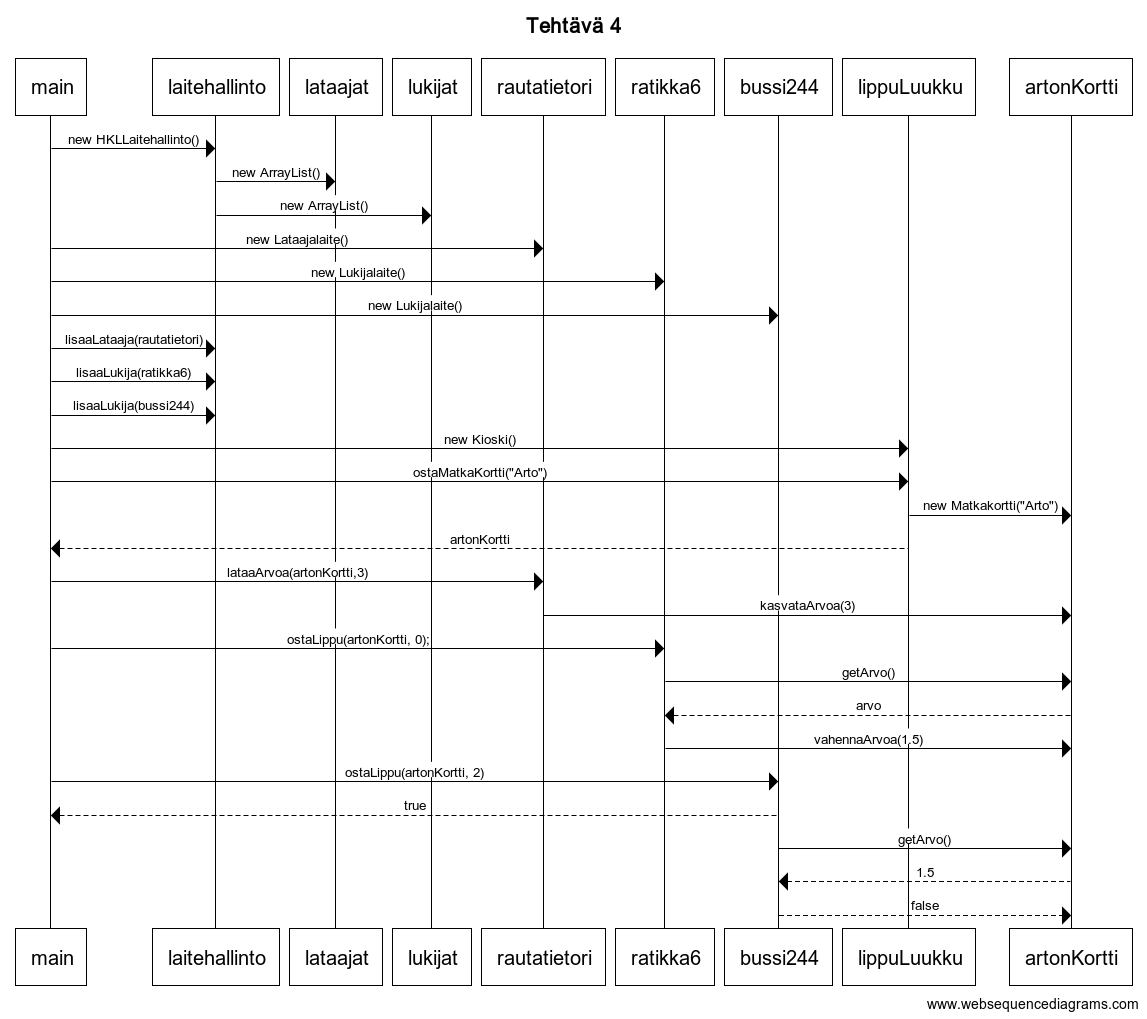 Tehtävä 4
main laitehallinto lataajat lukijat rautatietori ratikka6 bussi244 lippuLuukku artonKortti
new HKLLaitehallinto()
new ArrayList()
new ArrayList()
new Lataajalaite()
new Lukijalaite()
new Lukijalaite()
lisaaLataaja(rautatietori)
lisaaLukija(ratikka6)
lisaaLukija(bussi244)
new Kioski()
ostaMatkaKortti("Arto")
new Matkakortti("Arto")
artonKortti
lataaArvoa(artonKortti,3)
kasvataArvoa(3)
ostaLippu(artonKortti, 0);
getArvo()
arvo
vahennaArvoa(1.5)
ostaLippu(artonKortti, 2)
true
getArvo()
1.5
false
main laitehallinto lataajat lukijat rautatietori ratikka6 bussi244 lippuLuukku artonKortti
www.websequencediagrams.com